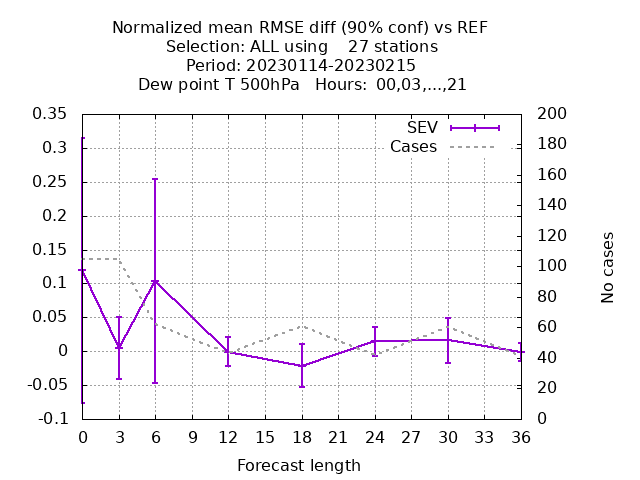 Normalized mean RMSE diff (90% conf) vs REF
Selection: ALL using 27 stations
Period: 20230114-20230215
Dew point T 500hPa Hours: 00,03,...,21
SEV
Cases
0.35
0.3
0.25
0.2
0.15
0.1
0.05
0
-0.05
-0.1
200
180
160
140
120
100
80
60
40
20
0
No cases
0 3 6 9 12 15 18 21 24 27 30 33 36
Forecast length